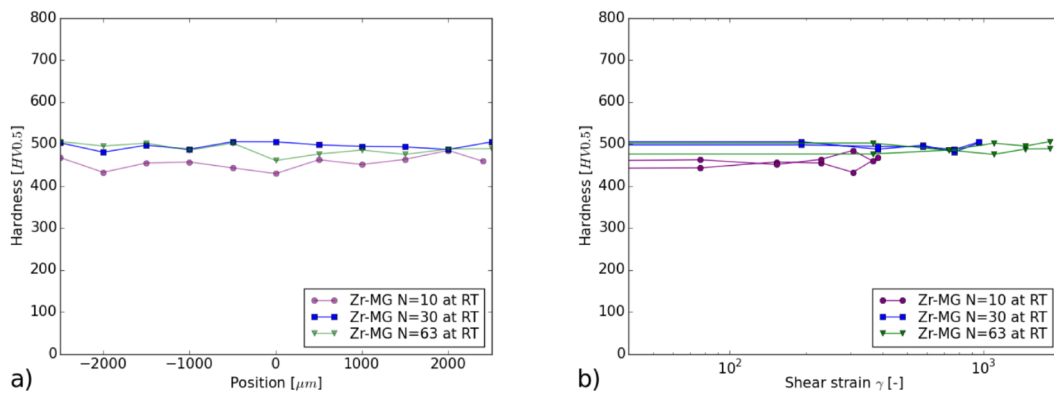 800
700
600
500
400
300
200
100
0
Hardness [HV0.5]
−2000
−1000
0
1000
2000
Position [μm]
Zr-MG N=10 at RT
Zr-MG N=30 at RT
Zr-MG N=63 at RT
a)
800
700
600
500
400
300
200
100
0
Hardness [HV0.5]
10²
10³
Shear strain γ [-]
Zr-MG N=10 at RT
Zr-MG N=30 at RT
Zr-MG N=63 at RT
b)